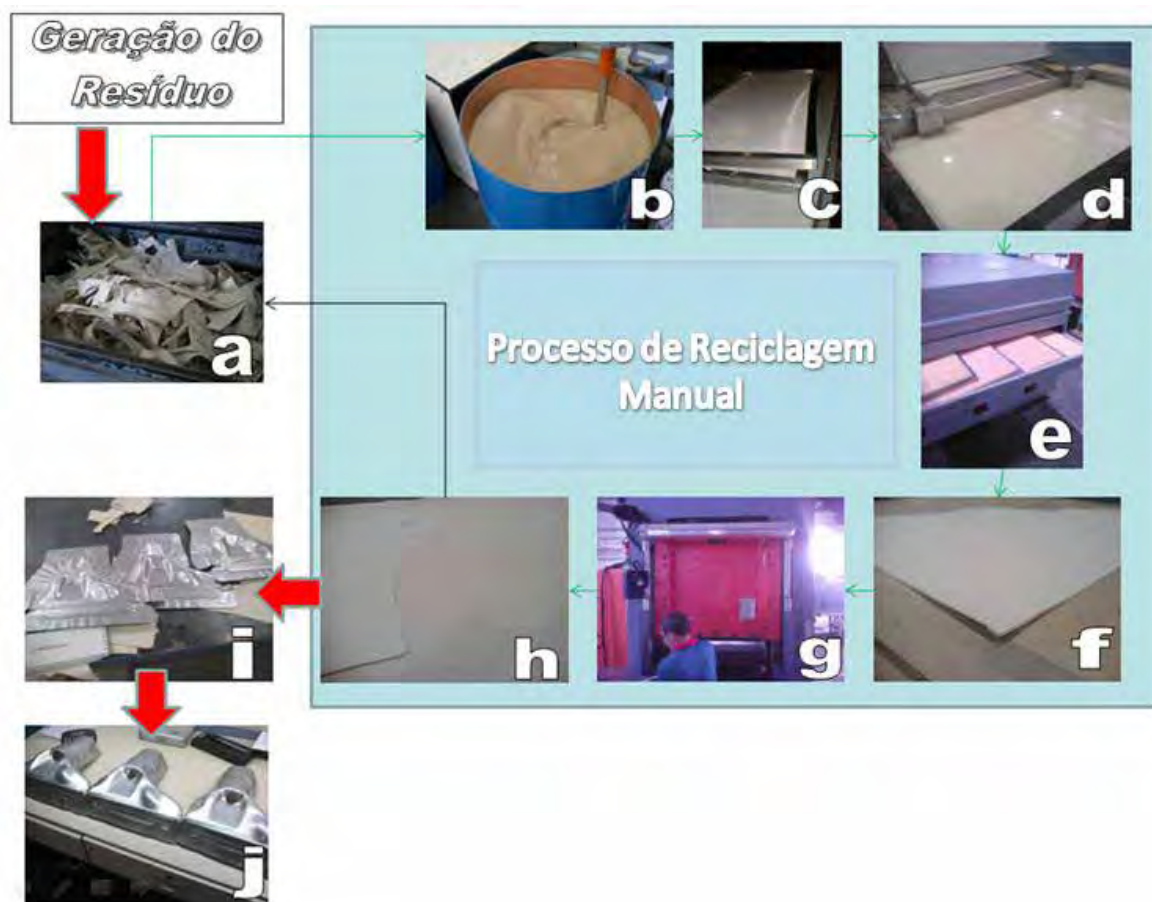 Geração do
Resíduo
b
c
d
a
Processo de Reciclagem
Manual
e
i
h
g
f
j